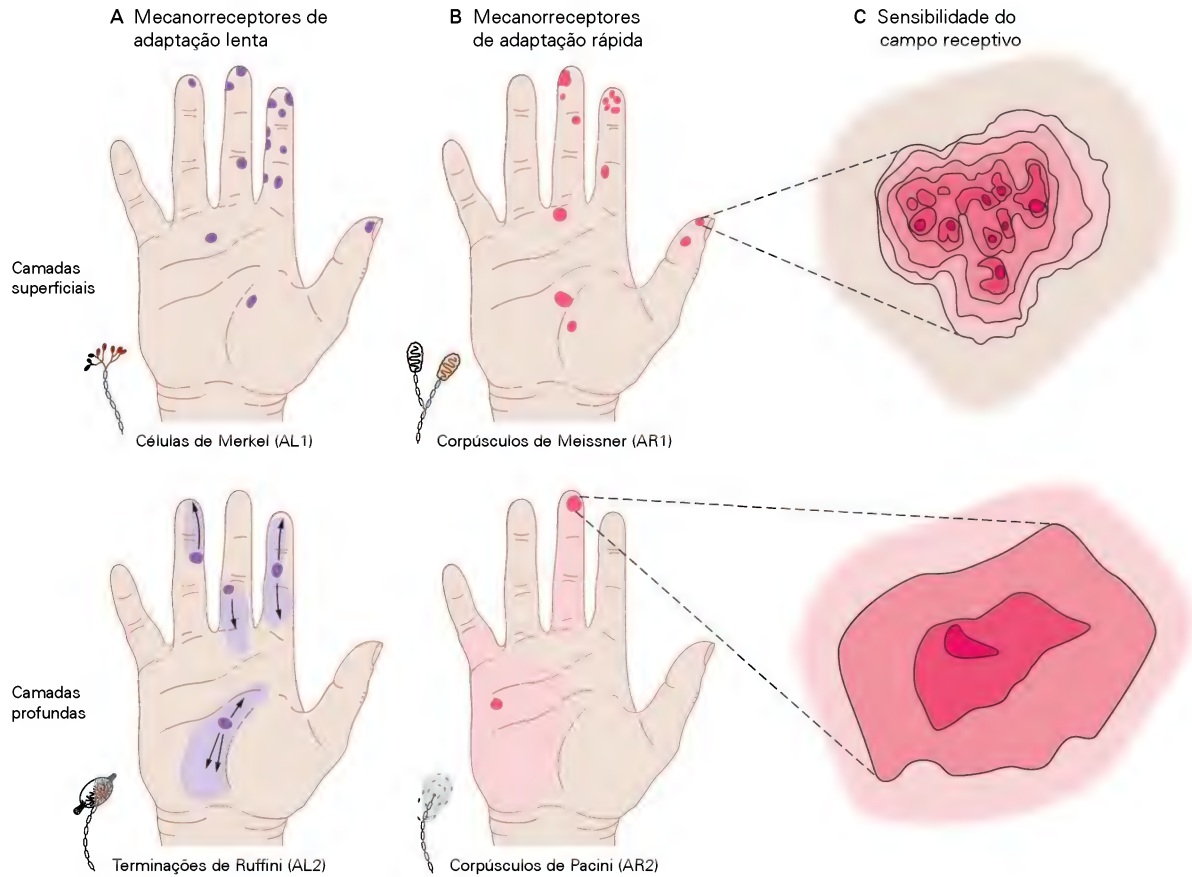 A Mecanorreceptores de
adaptação lenta
B Mecanorreceptores
de adaptação rápida
C Sensibilidade do
campo receptivo
Camadas
superficiais
Células de Merkel (AL1)
Corpúsculos de Meissner (AR1)
Camadas
profundas
Terminações de Ruffini (AL2)
Corpúsculos de Pacini (AR2)